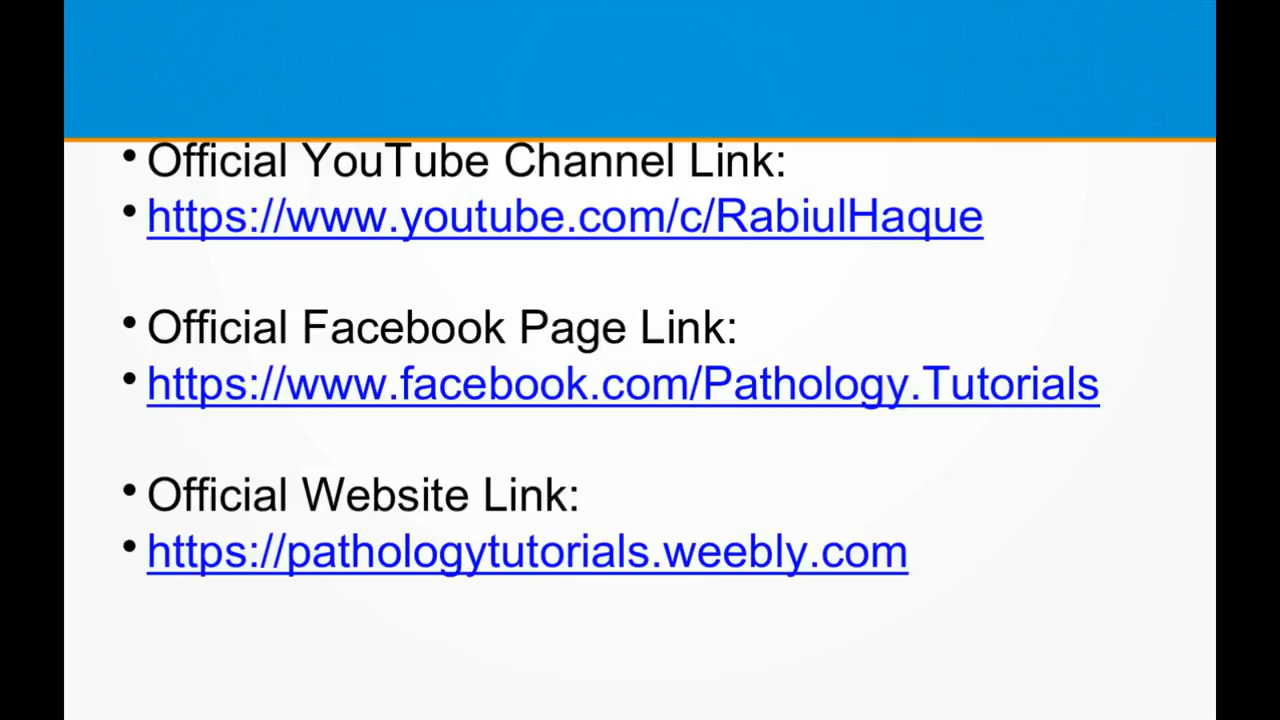 • Official YouTube Channel Link:
• https://www.youtube.com/c/RabiulHaque
• Official Facebook Page Link:
• https://www.facebook.com/Pathology.Tutorials
• Official Website Link:
• https://pathologytutorials.weebly.com